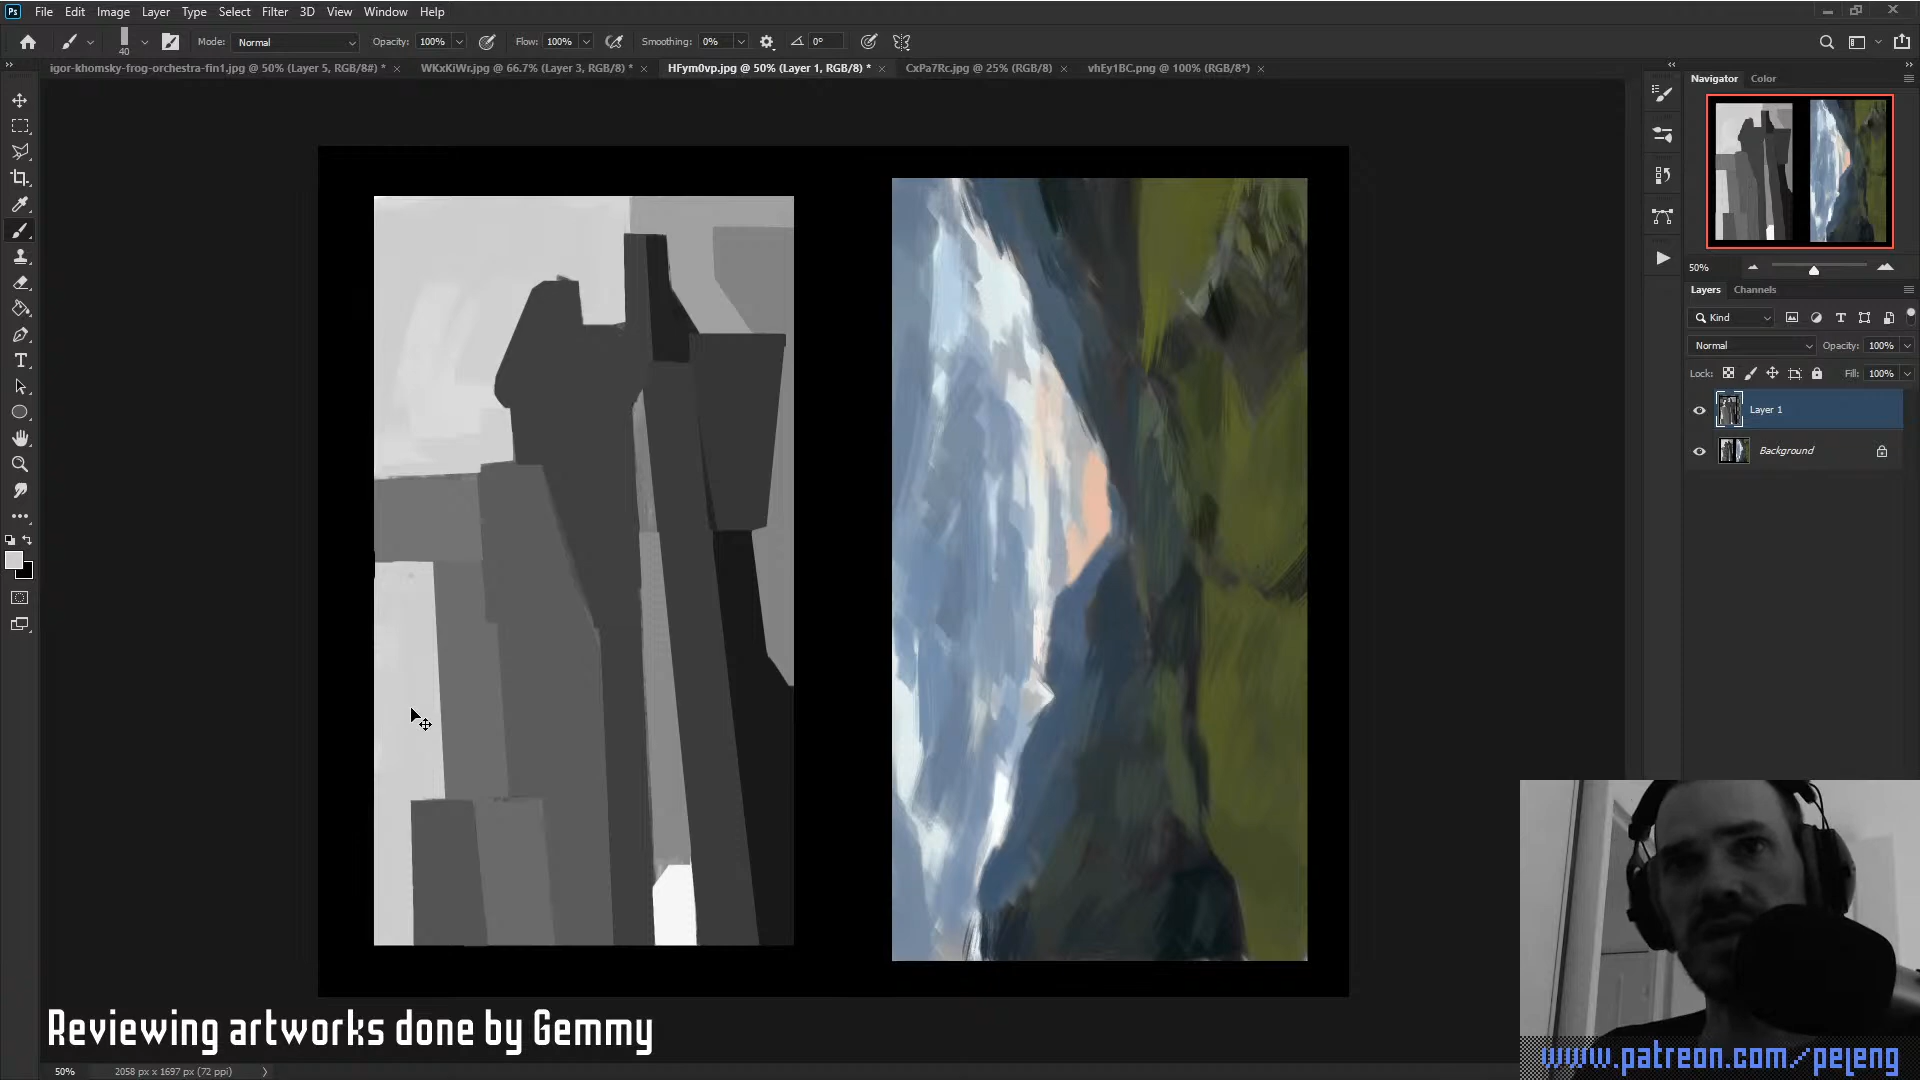 Ps File Edit Image Layer Type Select Filter 3D View Window Help
40 Mode: Normal Opacity: 100% Flow: 100% Smoothing: 0% 0°
igor-khomsky-frog-orchestra-fin1.jpg @ 50% (Layer 5, RGB/8#) * WKxKiWr.jpg @ 66.7% (Layer 3, RGB/8) * HFym0vp.jpg @ 50% (Layer 1, RGB/8) * CxPa7Rc.jpg @ 25% (RGB/8) vhEy1BC.png @ 100% (RGB/8*)
Navigator Color
50%
Layers Channels
Kind
Normal Opacity: 100%
Lock: Fill: 100%
Layer 1
Background
Reviewing artworks done by Gemmy
www.patreon.com/peleng
50% 2058 px x 1697 px (72 ppi)